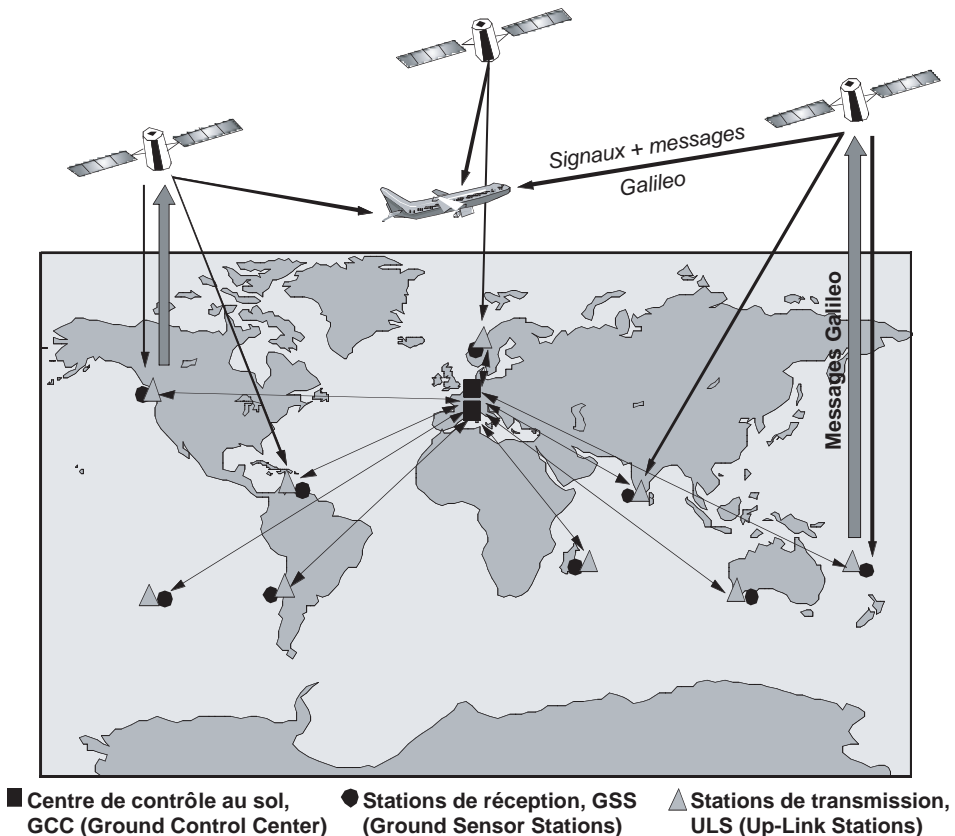 Signaux + messages
Galileo
Messages Galileo
Centre de contrôle au sol,
GCC (Ground Control Center)
Stations de réception, GSS
(Ground Sensor Stations)
Stations de transmission,
ULS (Up-Link Stations)